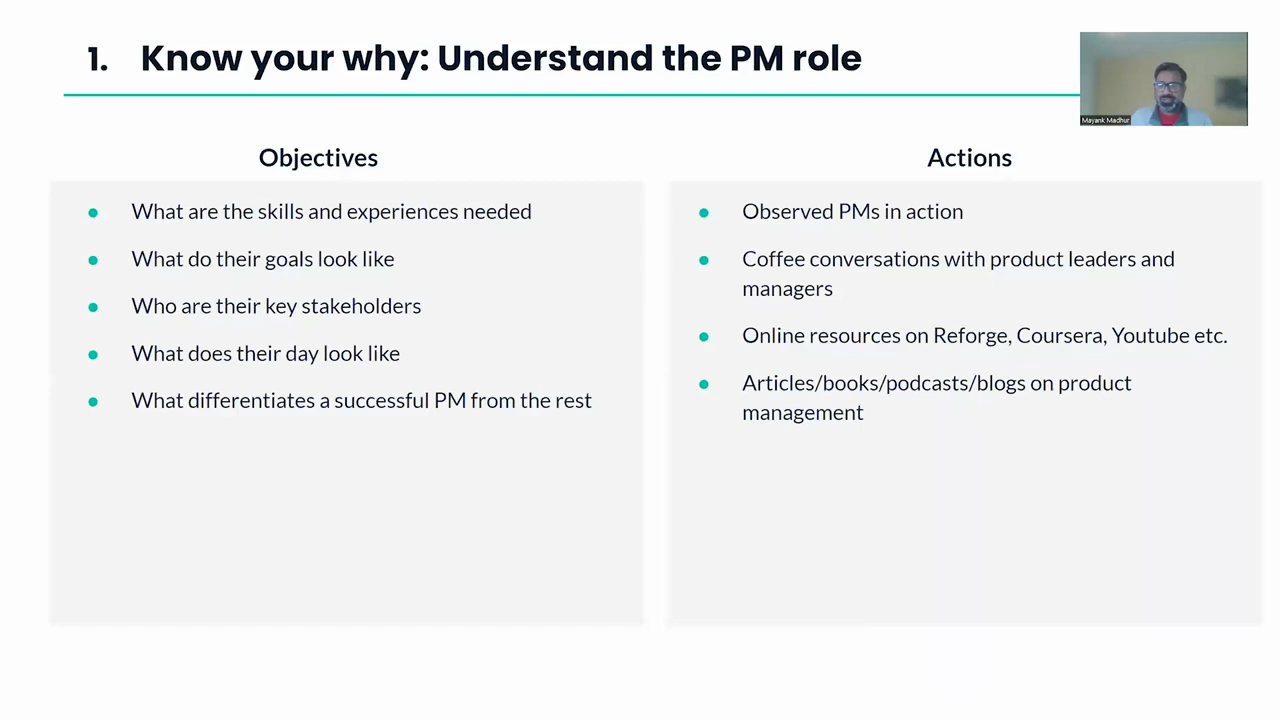 1. Know your why: Understand the PM role
Mayank Madhur
Objectives
What are the skills and experiences needed
What do their goals look like
Who are their key stakeholders
What does their day look like
What differentiates a successful PM from the rest
Actions
Observed PMs in action
Coffee conversations with product leaders and
managers
Online resources on Reforge, Coursera, Youtube etc.
Articles/books/podcasts/blogs on product
management